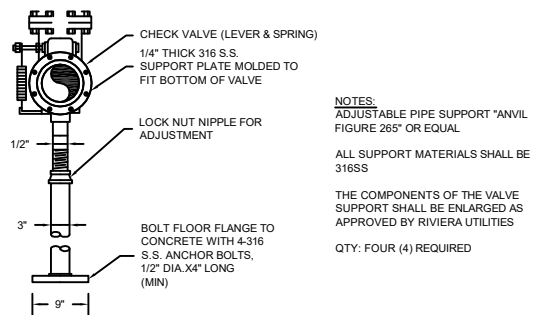 CHECK VALVE (LEVER & SPRING)
1/4" THICK 316 S.S.
SUPPORT PLATE MOLDED TO
FIT BOTTOM OF VALVE
LOCK NUT NIPPLE FOR
ADJUSTMENT
1/2"
3"
BOLT FLOOR FLANGE TO
CONCRETE WITH 4-316
S.S. ANCHOR BOLTS,
1/2" DIA.X4" LONG
(MIN)
9"
NOTES:
ADJUSTABLE PIPE SUPPORT "ANVIL
FIGURE 265" OR EQUAL
ALL SUPPORT MATERIALS SHALL BE
316SS
THE COMPONENTS OF THE VALVE
SUPPORT SHALL BE ENLARGED AS
APPROVED BY RIVIERA UTILITIES
QTY: FOUR (4) REQUIRED